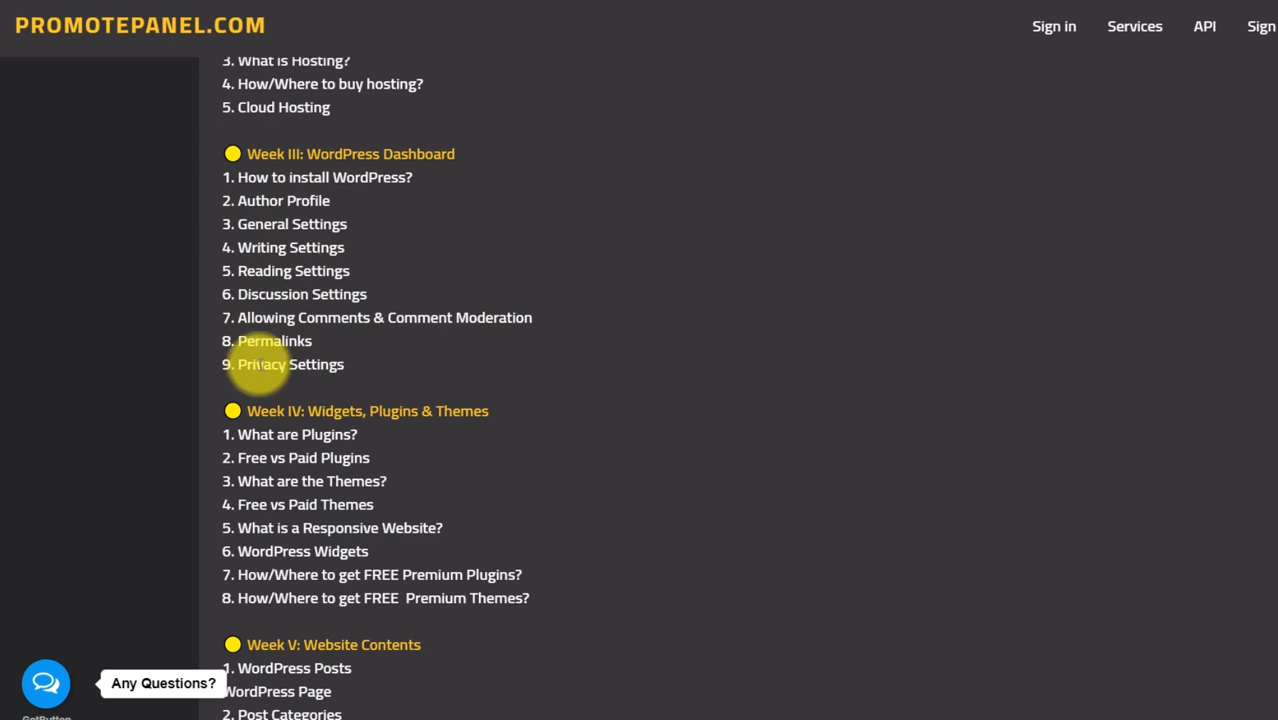 PROMOTEPANEL.COM
Sign in Services API Sign
3. What is Hosting?
4. How/Where to buy hosting?
5. Cloud Hosting
Week III: WordPress Dashboard
1. How to install WordPress?
2. Author Profile
3. General Settings
4. Writing Settings
5. Reading Settings
6. Discussion Settings
7. Allowing Comments & Comment Moderation
8. Permalinks
9. Privacy Settings
Week IV: Widgets, Plugins & Themes
1. What are Plugins?
2. Free vs Paid Plugins
3. What are the Themes?
4. Free vs Paid Themes
5. What is a Responsive Website?
6. WordPress Widgets
7. How/Where to get FREE Premium Plugins?
8. How/Where to get FREE  Premium Themes?
Week V: Website Contents
1. WordPress Posts
WordPress Page
2. Post Categories
Any Questions?
GetButton